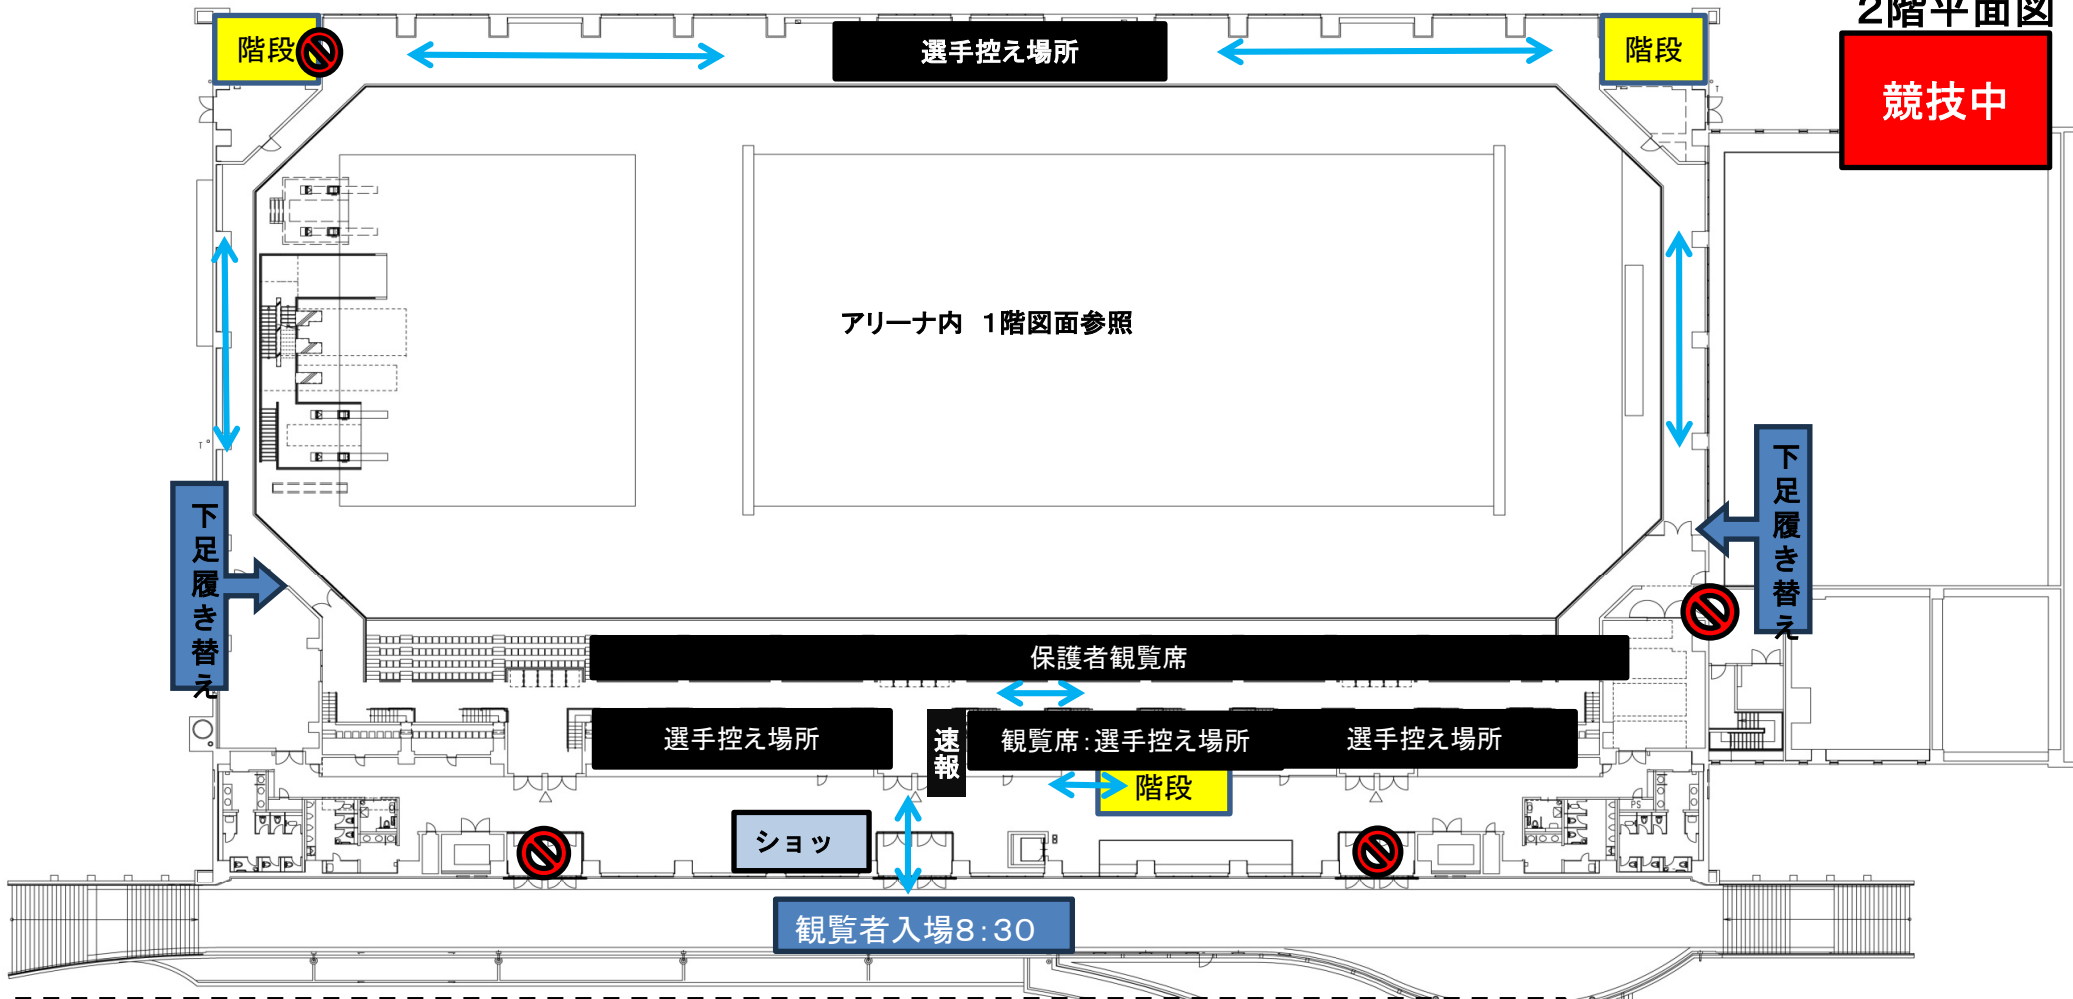 2階平面図
階段
選手控え場所
階段
競技中
アリーナ内 1階図面参照
下足履き替え
下足履き替え
保護者観覧席
選手控え場所
速報
観覧席:選手控え場所
選手控え場所
階段
PS
ショッ
観覧者入場8:30